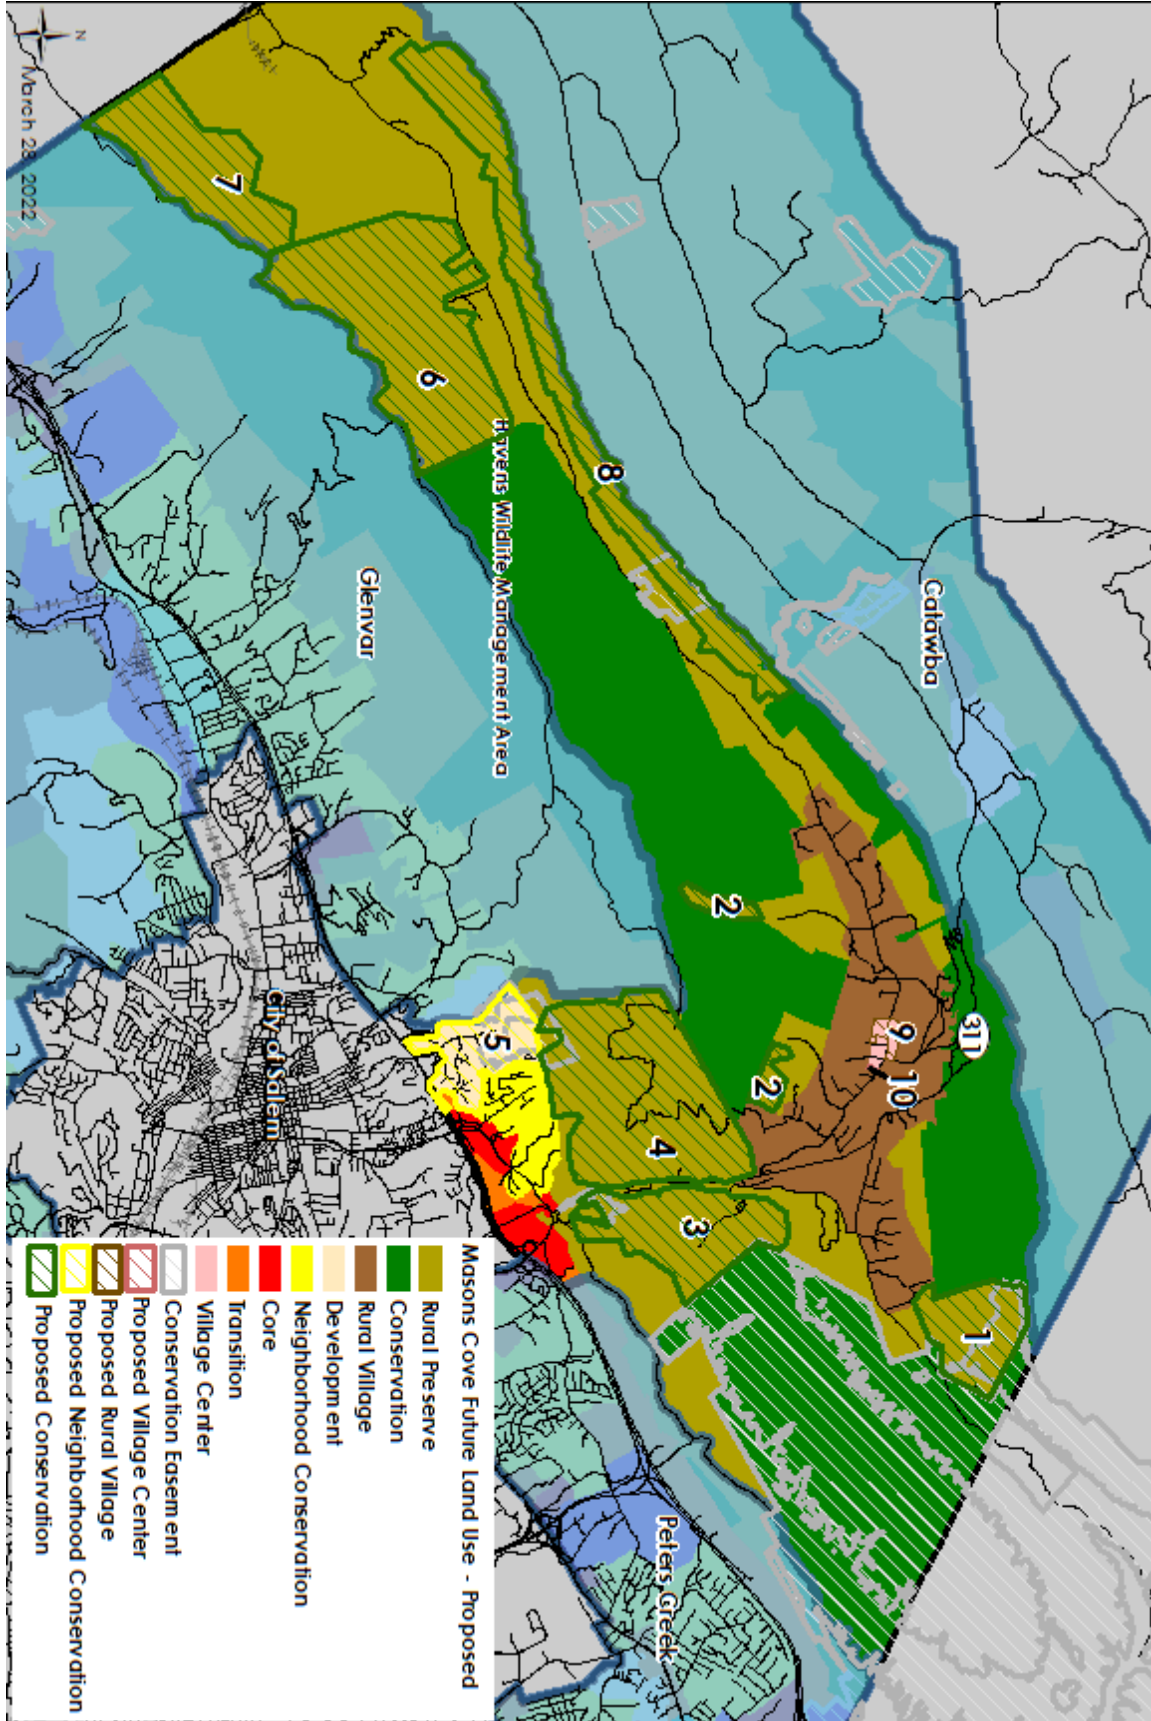 Catawba
311
1
9
10
2
2
8
3
4
Havens Wildlife Management Area
6
7
5
Glenvar
City of Salem
Peters Creek
N
March 28, 2022
Masons Cove Future Land Use - Proposed
Rural Preserve
Conservation
Rural Village
Development
Neighborhood Conservation
Core
Transition
Village Center
Conservation Easement
Proposed Village Center
Proposed Rural Village
Proposed Neighborhood Conservation
Proposed Conservation